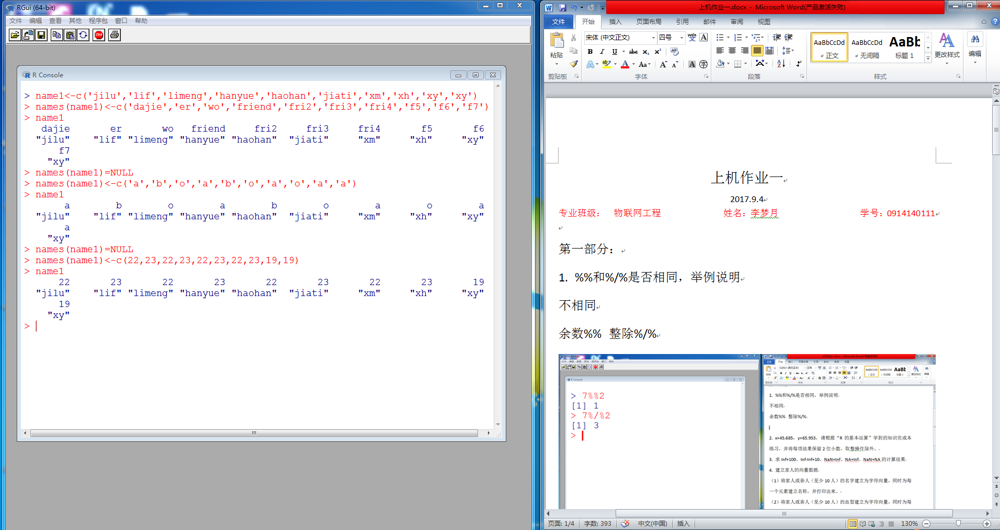 RGui (64-bit)
文件 编辑 查看 其他 程序包 窗口 帮助
STOP
R Console
> name1<-c('jilu','lif','limeng','hanyue','haohan','jiati','xm','xh','xy','xy')
> names(name1)<-c('dajie','er','wo','friend','fri2','fri3','fri4','f5','f6','f7')
> name1
dajie er wo friend fri2 fri3 fri4 f5 f6
"jilu" "lif" "limeng" "hanyue" "haohan" "jiati" "xm" "xh" "xy"
f7
"xy"
> names(name1)=NULL
> names(name1)<-c('a','b','o','a','b','o','a','o','a','a')
> name1
a b o a b o a o a
"jilu" "lif" "limeng" "hanyue" "haohan" "jiati" "xm" "xh" "xy"
a
"xy"
> names(name1)=NULL
> names(name1)<-c(22,23,22,23,22,23,22,23,19,19)
> name1
22 23 22 23 22 23 22 23 19
"jilu" "lif" "limeng" "hanyue" "haohan" "jiati" "xm" "xh" "xy"
19
"xy"
>
上机作业一.docx - Microsoft Word(产品激活失败)
文件 开始 插入 页面布局 引用 邮件 审阅 视图
宋体 (中文正文) 四号
粘贴
剪贴板 字体 段落 样式
AaBbCcDd AaBbCcDd AaBb
正文 无间隔 标题 1 更改样式 编辑
上机作业一
2017.9.4
专业班级： 物联网工程 姓名：李梦月 学号：0914140111
第一部分：
1. %%和%/%是否相同，举例说明
不相同
余数%% 整除%/%
RGui (64-bit)
R Console
> 7%%2
[1] 1
> 7%/%2
[1] 3
>
1. %%和%/%是否相同，举例说明
不相同
余数%% 整除%/%
2. x=45.685，y=65.953，请根据“R 的基本运算”学到的知识完成本
练习，并将每项结果保留 2 位小数，取整操作除外。
3. 求 Inf+100、Inf-Inf+10、NaN+Inf、NA+Inf、NaN+NA 的计算结果
4. 建立家人的向量数据
（1）将家人或亲人（至少 10 人）的名字建立为字符向量，同时为每
一个元素建立名称，并打印出来。
（2）将家人或亲人（至少 10 人）的血型建立为字符向量，同时为每
页面: 1/4 字数: 393 中文(中国) 插入 130%